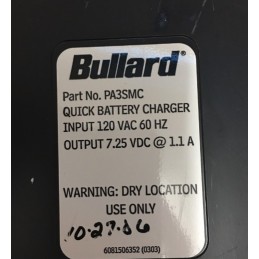 Bullard®
Part No. PA3SMC
QUICK BATTERY CHARGER
INPUT 120 VAC 60 HZ
OUTPUT 7.25 VDC @ 1.1 A
WARNING: DRY LOCATION
USE ONLY
10-27-06
6081506352 (0303)